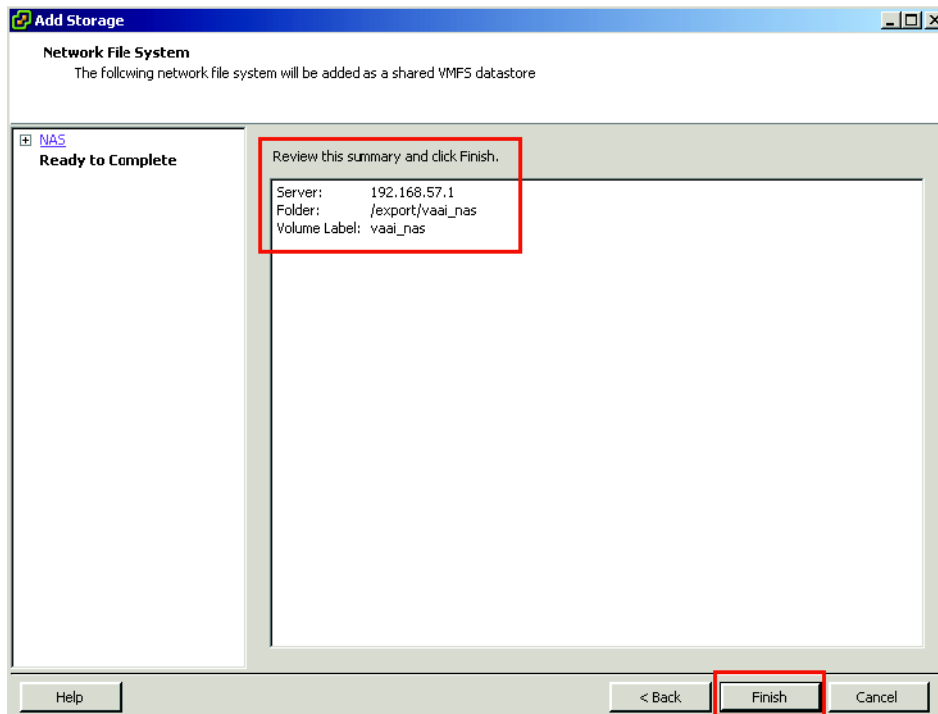 Add Storage
Network File System
The following network file system will be added as a shared VMFS datastore
NAS
Ready to Complete
Review this summary and click Finish.
Server: 192.168.57.1
Folder: /export/vaai_nas
Volume Label: vaai_nas
Help
< Back
Finish
Cancel